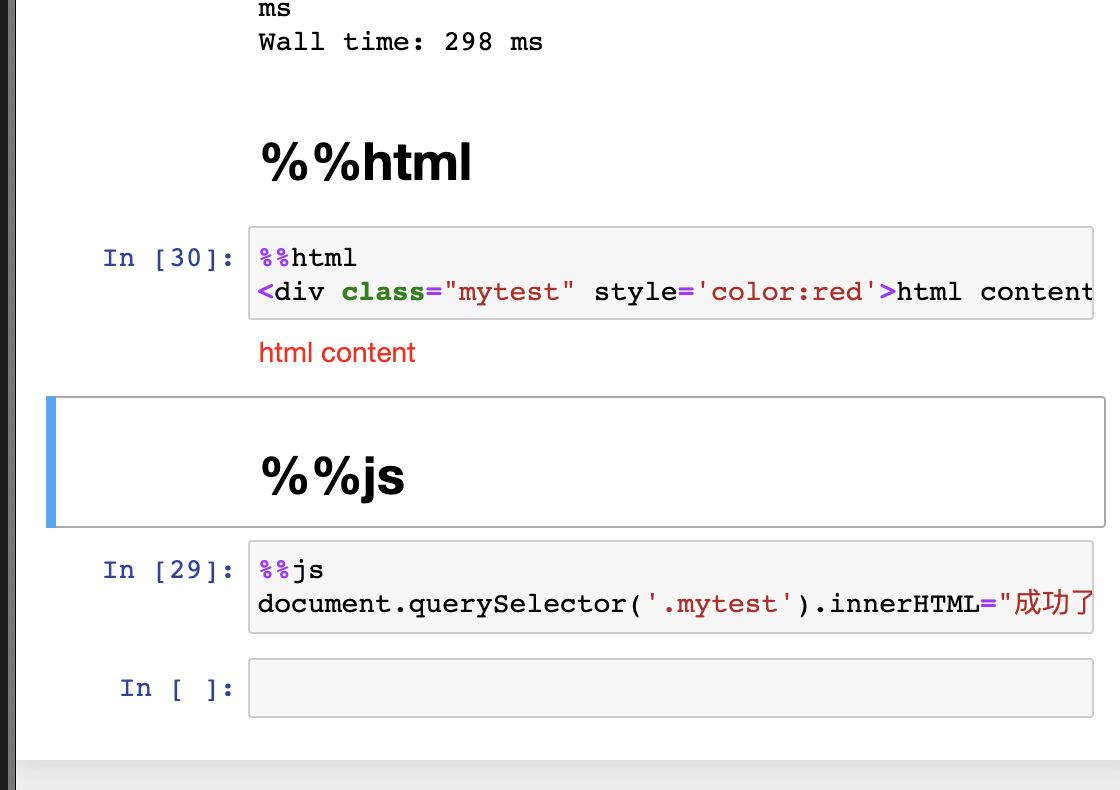 ms
Wall time: 298 ms
%%html
In [30]:
%%html
<div class="mytest" style='color:red'>html content
html content
%%js
In [29]:
%%js
document.querySelector('.mytest').innerHTML="成功了
In [ ]: